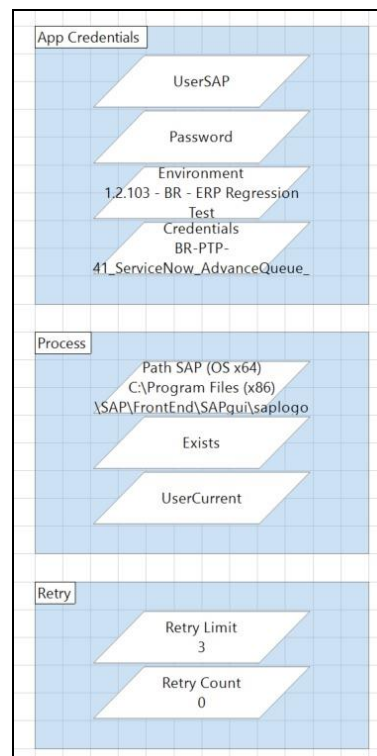 App Credentials
UserSAP
Password
Environment
1.2.103 - BR - ERP Regression
Test
Credentials
BR-PTP-
41_ServiceNow_AdvanceQueue_
Process
Path SAP (OS x64)
C:\Program Files (x86)
\SAP\FrontEnd\SAPgui\saplogo
Exists
UserCurrent
Retry
Retry Limit
3
Retry Count
0